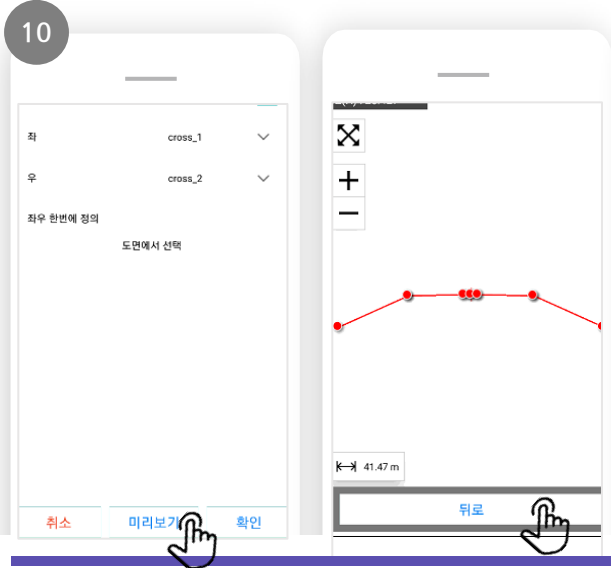 10
좌 cross_1
우 cross_2
좌우 한번에 정의
도면에서 선택
취소 미리보기 확인
41.47 m
뒤로